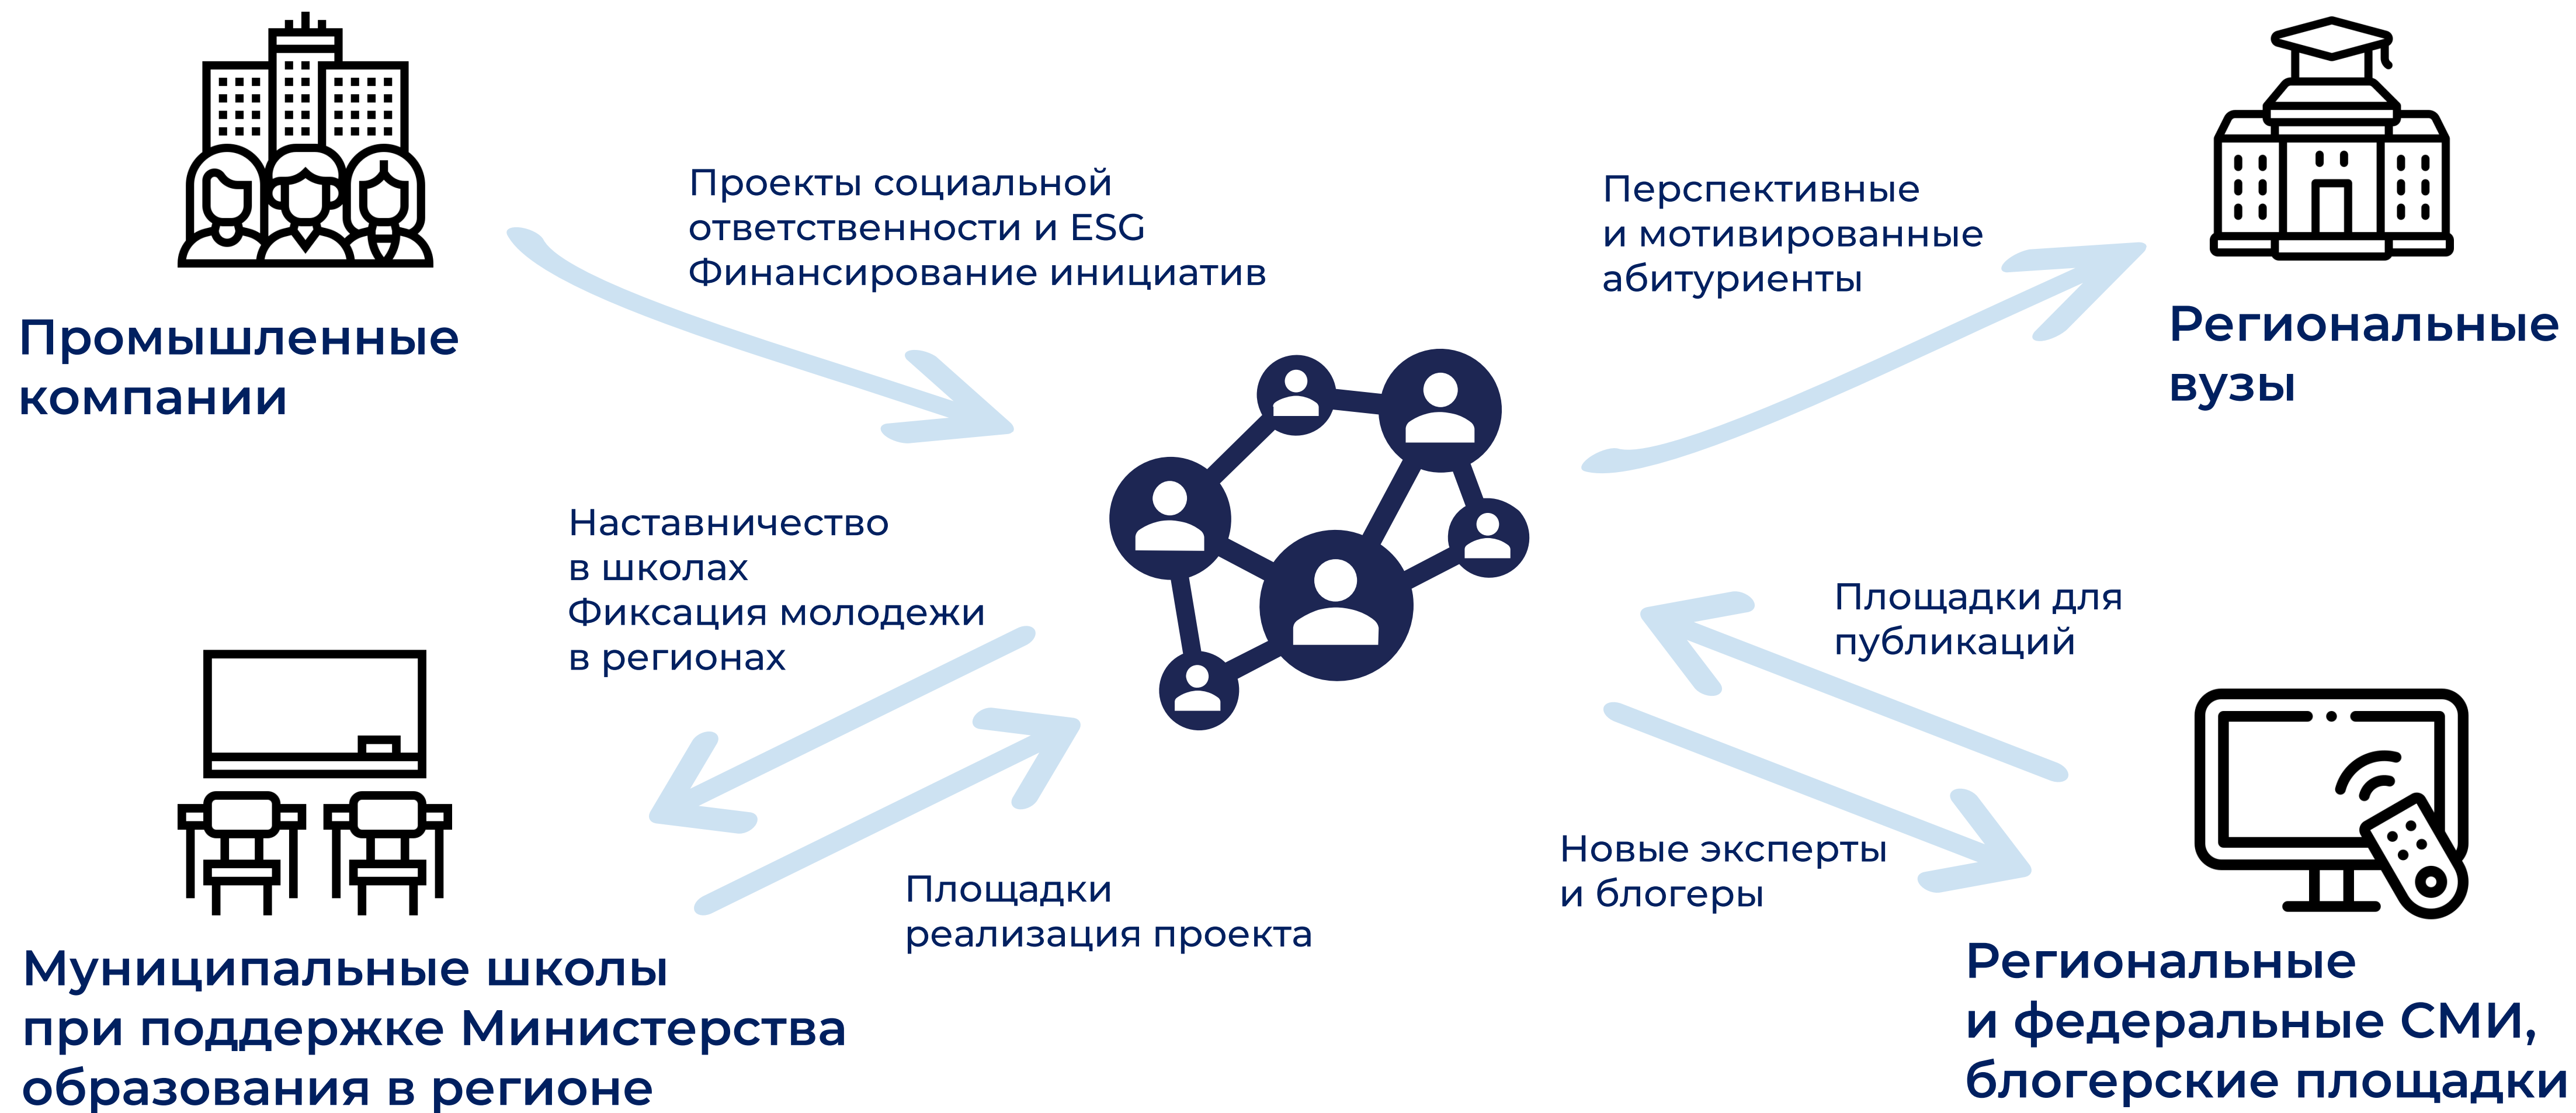 Проекты социальной
ответственности и ESG
Финансирование инициатив
Перспективные
и мотивированные
абитуриенты
Промышленные
компании
Региональные
вузы
Наставничество
в школах
Фиксация молодежи
в регионах
Площадки для
публикаций
Площадки
реализация проекта
Новые эксперты
и блогеры
Муниципальные школы
при поддержке Министерства
образования в регионе
Региональные
и федеральные СМИ,
блогерские площадки